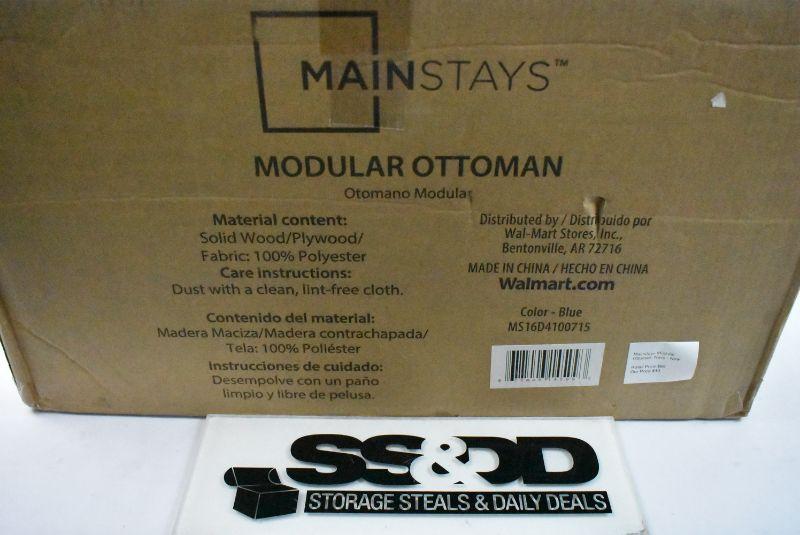 MAINSTAYS™
MODULAR OTTOMAN
Otomano Modular
Material content:
Solid Wood/Plywood/
Fabric: 100% Polyester
Care instructions:
Dust with a clean, lint-free cloth.
Contenido del material:
Madera Maciza/Madera contrachapada/
Tela: 100% Poliéster
Instrucciones de cuidado:
Desempolve con un paño
limpio y libre de pelusa.
Distributed by / Distribuido por
Wal-Mart Stores, Inc.,
Bentonville, AR 72716
MADE IN CHINA / HECHO EN CHINA
Walmart.com
Color - Blue
MS16D4100715
SS&DD
STORAGE STEALS & DAILY DEALS